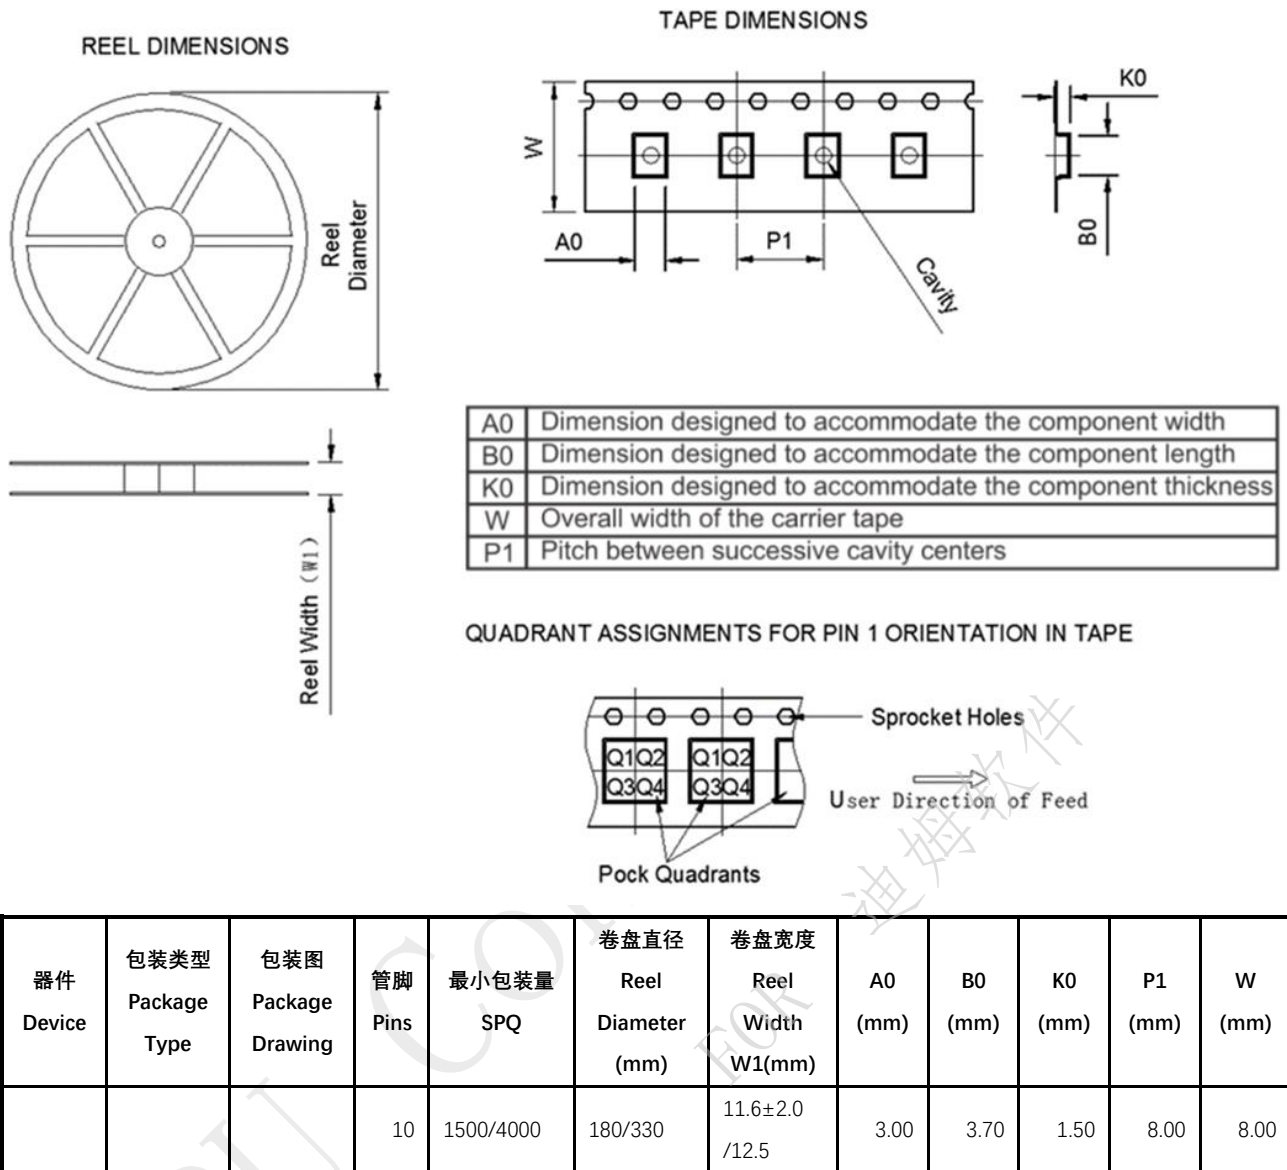 REEL DIMENSIONS
TAPE DIMENSIONS
Reel
Diameter
Reel Width (W1)
W
A0
P1
Cavity
K0
B0
A0 Dimension designed to accommodate the component width
B0 Dimension designed to accommodate the component length
K0 Dimension designed to accommodate the component thickness
W Overall width of the carrier tape
P1 Pitch between successive cavity centers
QUADRANT ASSIGNMENTS FOR PIN 1 ORIENTATION IN TAPE
Sprocket Holes
Q1 Q2 Q1 Q2
Q3 Q4 Q3 Q4
User Direction of Feed
Pock Quadrants
器件
Device
包装类型
Package
Type
包装图
Package
Drawing
管脚
Pins
最小包装量
SPQ
卷盘直径
Reel
Diameter
(mm)
卷盘宽度
Reel
Width
W1(mm)
A0
(mm)
B0
(mm)
K0
(mm)
P1
(mm)
W
(mm)
10 1500/4000 180/330 11.6±2.0
/12.5 3.00 3.70 1.50 8.00 8.00
FOR
迪姆软件